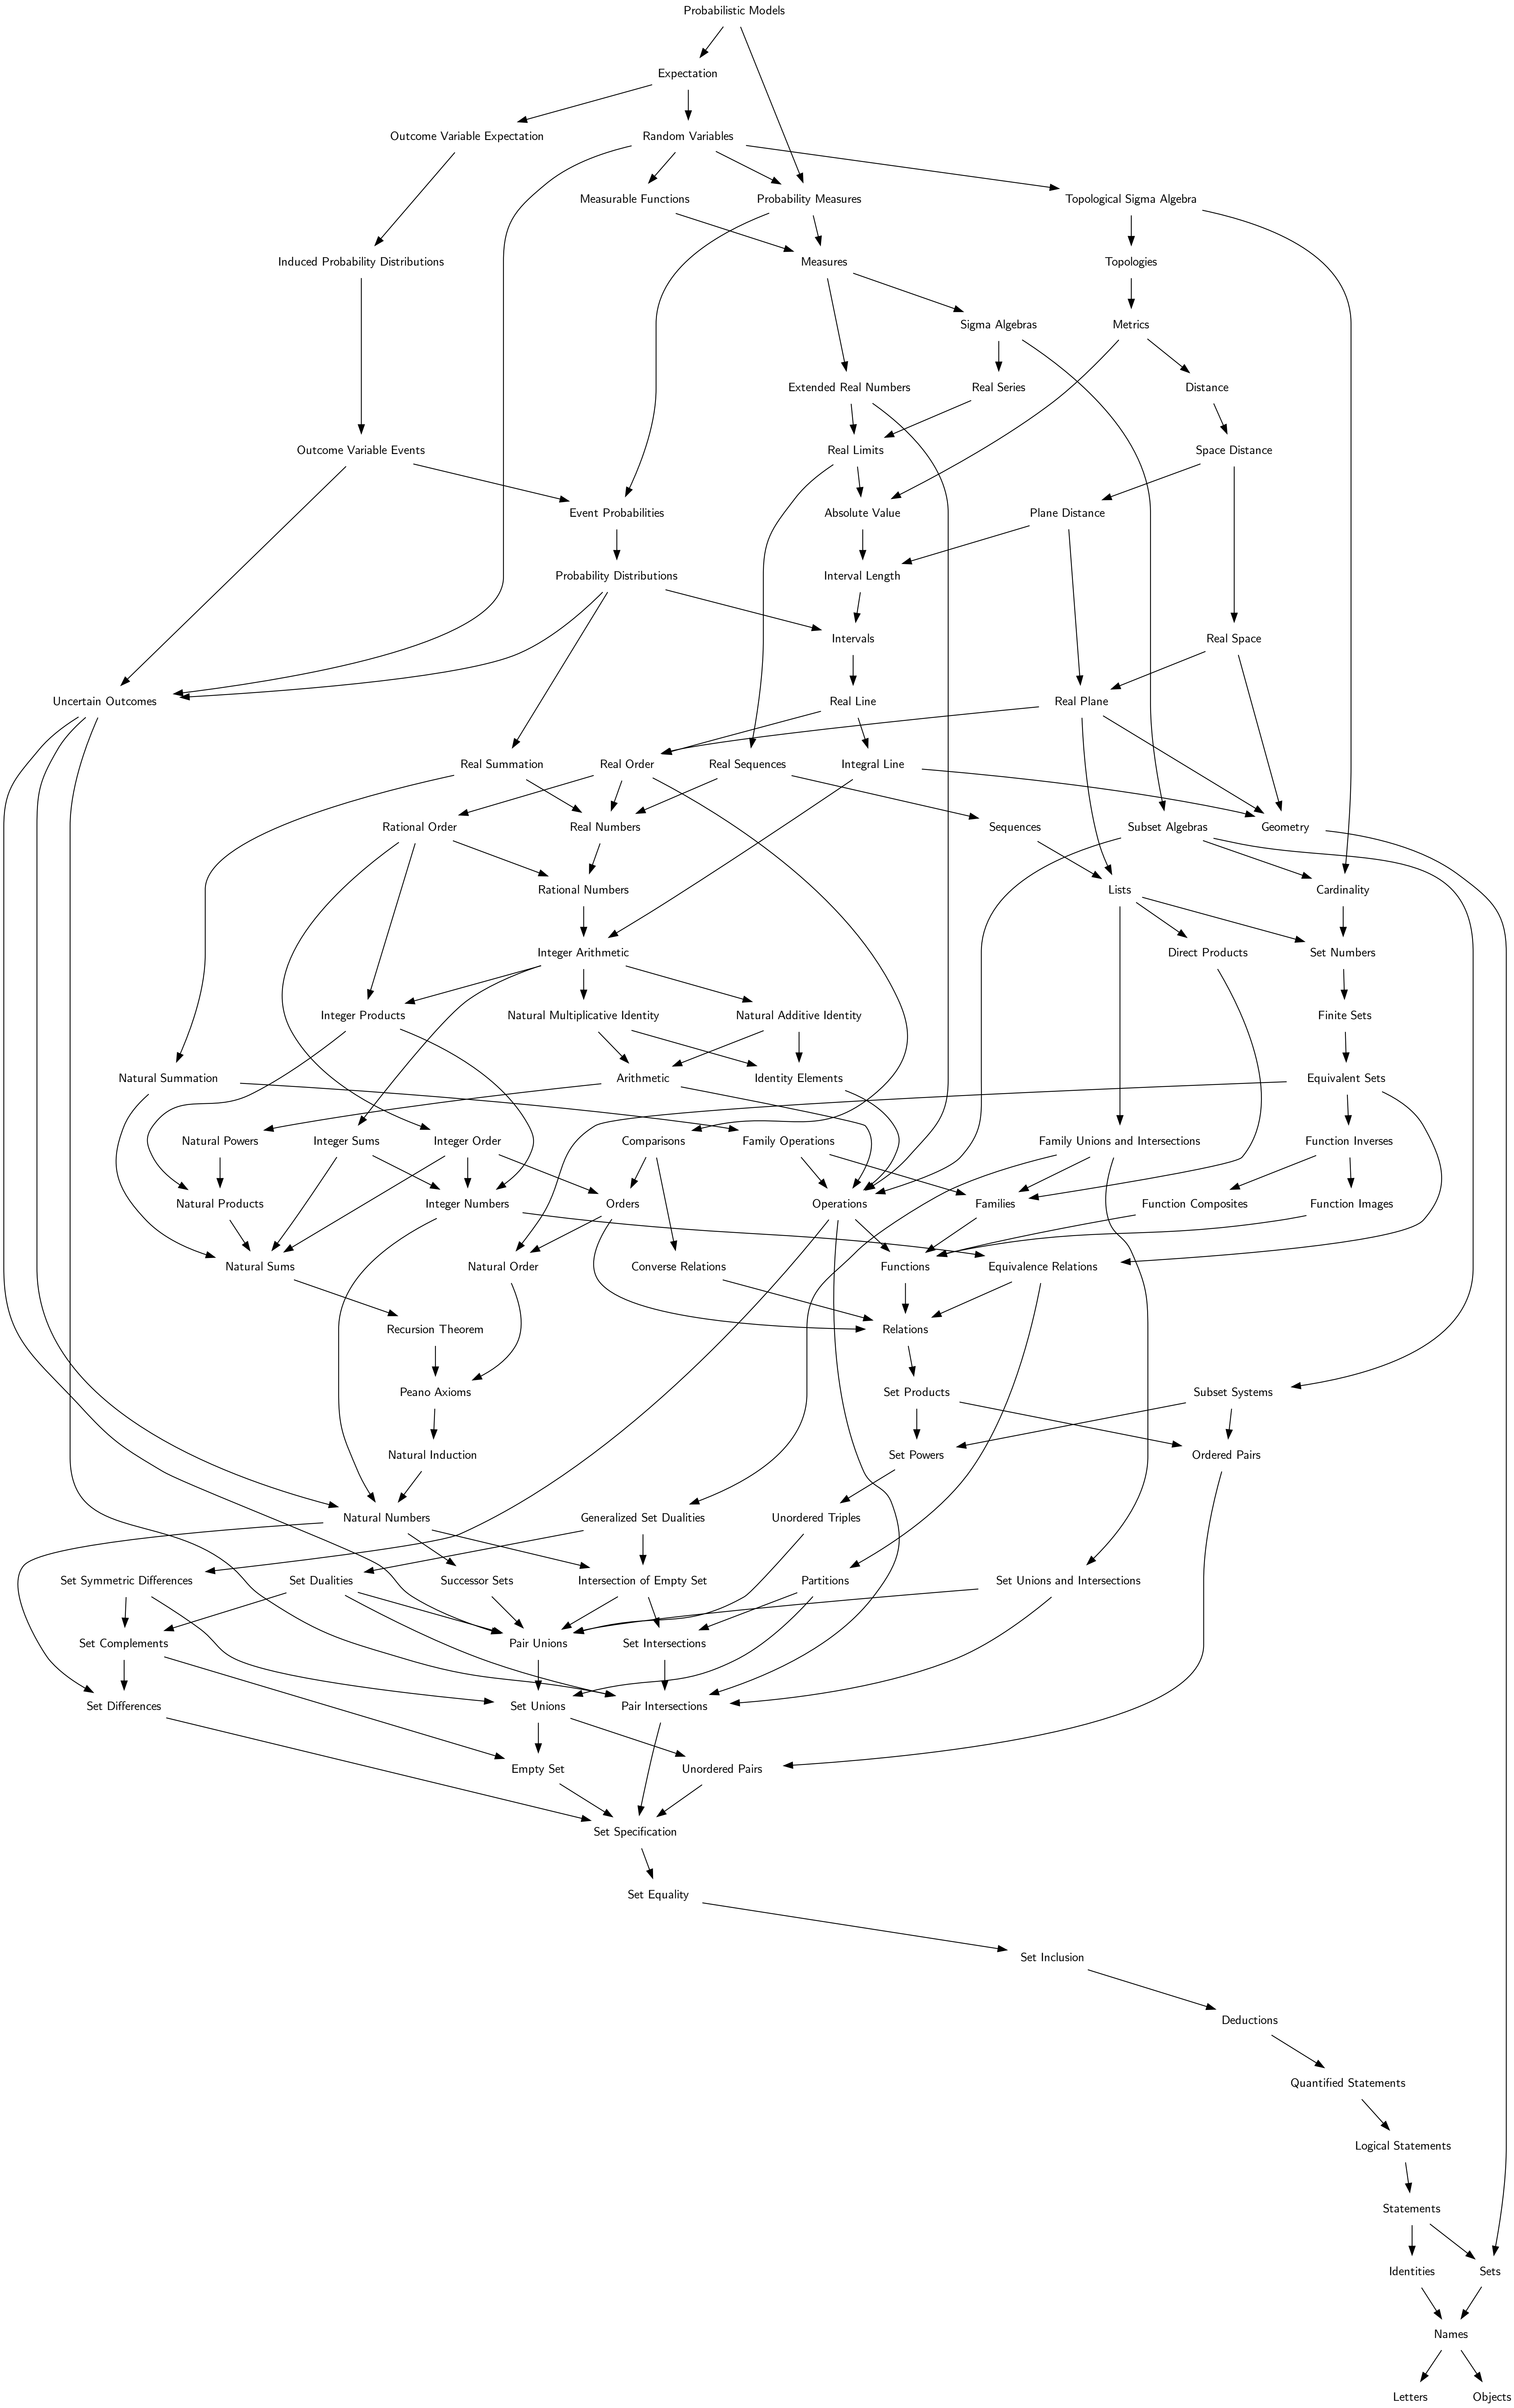 Probabilistic Models
Expectation
Outcome Variable Expectation
Random Variables
Measurable Functions
Probability Measures
Topological Sigma Algebra
Induced Probability Distributions
Measures
Topologies
Sigma Algebras
Metrics
Extended Real Numbers
Real Series
Distance
Outcome Variable Events
Real Limits
Space Distance
Event Probabilities
Absolute Value
Plane Distance
Probability Distributions
Interval Length
Intervals
Real Space
Uncertain Outcomes
Real Line
Real Plane
Real Summation
Real Order
Real Sequences
Integral Line
Rational Order
Real Numbers
Sequences
Subset Algebras
Geometry
Rational Numbers
Lists
Cardinality
Integer Arithmetic
Direct Products
Set Numbers
Integer Products
Natural Multiplicative Identity
Natural Additive Identity
Finite Sets
Natural Summation
Arithmetic
Identity Elements
Equivalent Sets
Natural Powers
Integer Sums
Integer Order
Comparisons
Family Operations
Family Unions and Intersections
Function Inverses
Natural Products
Integer Numbers
Orders
Operations
Families
Function Composites
Function Images
Natural Sums
Natural Order
Converse Relations
Functions
Equivalence Relations
Recursion Theorem
Relations
Peano Axioms
Set Products
Subset Systems
Natural Induction
Set Powers
Ordered Pairs
Natural Numbers
Generalized Set Dualities
Unordered Triples
Set Symmetric Differences
Set Dualities
Successor Sets
Intersection of Empty Set
Partitions
Set Unions and Intersections
Set Complements
Pair Unions
Set Intersections
Set Differences
Set Unions
Pair Intersections
Empty Set
Unordered Pairs
Set Specification
Set Equality
Set Inclusion
Deductions
Quantified Statements
Logical Statements
Statements
Identities
Sets
Names
Letters
Objects